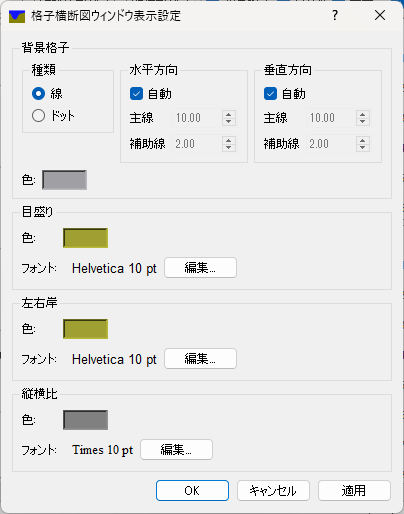 格子横断図ウィンドウ表示設定
背景格子
種類
線
ドット
水平方向
自動
主線 10.00
補助線 2.00
垂直方向
自動
主線 10.00
補助線 2.00
色:
目盛り
色:
フォント: Helvetica 10 pt 編集...
左右岸
色:
フォント: Helvetica 10 pt 編集...
縦横比
色:
フォント: Times 10 pt 編集...
OK キャンセル 適用